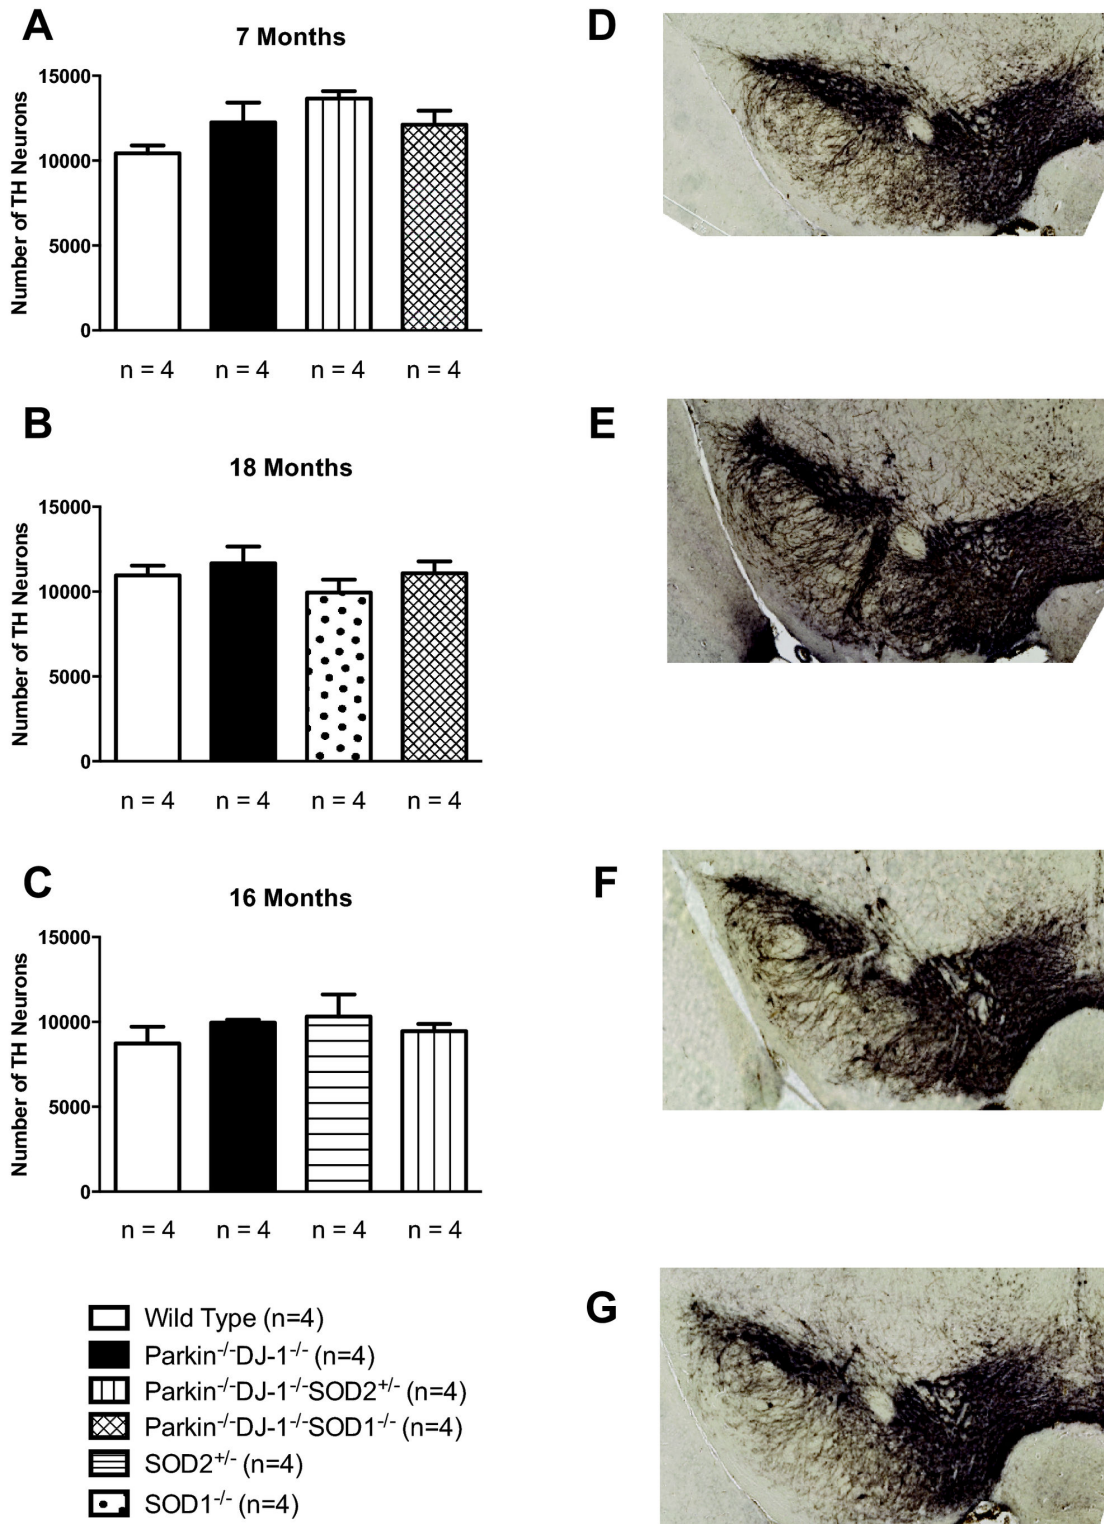 A
7 Months
Number of TH Neurons
15000
10000
5000
0
n = 4
n = 4
n = 4
n = 4
B
18 Months
Number of TH Neurons
15000
10000
5000
0
n = 4
n = 4
n = 4
n = 4
C
16 Months
Number of TH Neurons
15000
10000
5000
0
n = 4
n = 4
n = 4
n = 4
Wild Type (n=4)
Parkin⁻/⁻DJ-1⁻/⁻ (n=4)
Parkin⁻/⁻DJ-1⁻/⁻SOD2⁺/⁻ (n=4)
Parkin⁻/⁻DJ-1⁻/⁻SOD1⁻/⁻ (n=4)
SOD2⁺/⁻ (n=4)
SOD1⁻/⁻ (n=4)
D
E
F
G